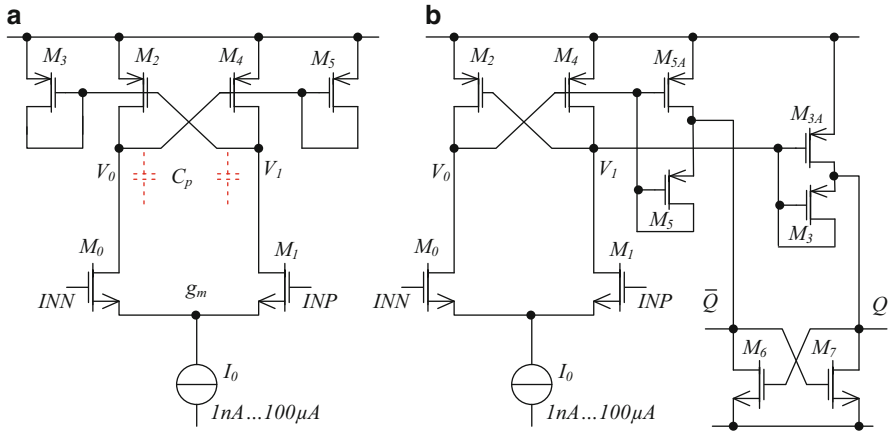 a
M3
M2
M4
M5
V0
Cp
V1
M0
M1
gm
INN
INP
I0
1nA...100μA
b
M2
M4
M5A
M3A
V0
V1
M5
M3
M0
M1
INN
INP
Q̅
Q
M6
M7
I0
1nA...100μA